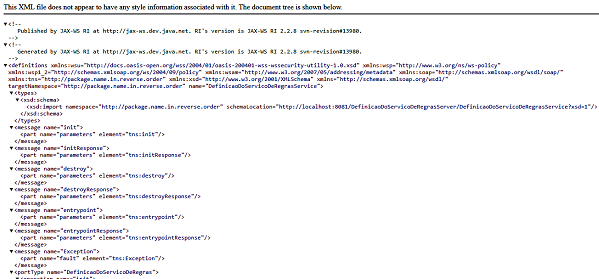 This XML file does not appear to have any style information associated with it. The document tree is shown below.
▼<!--
Published by JAX-WS RI at http://jax-ws.dev.java.net. RI's version is JAX-WS RI 2.2.8 svn-revision#13980.
-->
▼<!--
Generated by JAX-WS RI at http://jax-ws.dev.java.net. RI's version is JAX-WS RI 2.2.8 svn-revision#13980.
-->
▼<definitions xmlns:wsu="http://docs.oasis-open.org/wss/2004/01/oasis-200401-wss-wssecurity-utility-1.0.xsd" xmlns:wsp="http://www.w3.org/ns/ws-policy"
xmlns:wsp1_2="http://schemas.xmlsoap.org/ws/2004/09/policy" xmlns:wsam="http://www.w3.org/2007/05/addressing/metadata" xmlns:soap="http://schemas.xmlsoap.org/wsdl/soap/"
xmlns:tns="http://package.name.in.reverse.order" xmlns:xsd="http://www.w3.org/2001/XMLSchema" xmlns="http://schemas.xmlsoap.org/wsdl/"
targetNamespace="http://package.name.in.reverse.order" name="DefinicaoDoServicoDeRegrasService">
▼<types>
▼<xsd:schema>
<xsd:import namespace="http://package.name.in.reverse.order" schemaLocation="http://localhost:8081/DefinicaoDoServicoDeRegrasServer/DefinicaoDoServicoDeRegrasService?xsd=1"/>
</xsd:schema>
</types>
▼<message name="init">
<part name="parameters" element="tns:init"/>
</message>
▼<message name="initResponse">
<part name="parameters" element="tns:initResponse"/>
</message>
▼<message name="destroy">
<part name="parameters" element="tns:destroy"/>
</message>
▼<message name="destroyResponse">
<part name="parameters" element="tns:destroyResponse"/>
</message>
▼<message name="entrypoint">
<part name="parameters" element="tns:entrypoint"/>
</message>
▼<message name="entrypointResponse">
<part name="parameters" element="tns:entrypointResponse"/>
</message>
▼<message name="Exception">
<part name="fault" element="tns:Exception"/>
</message>
▼<portType name="DefinicaoDoServicoDeRegras">